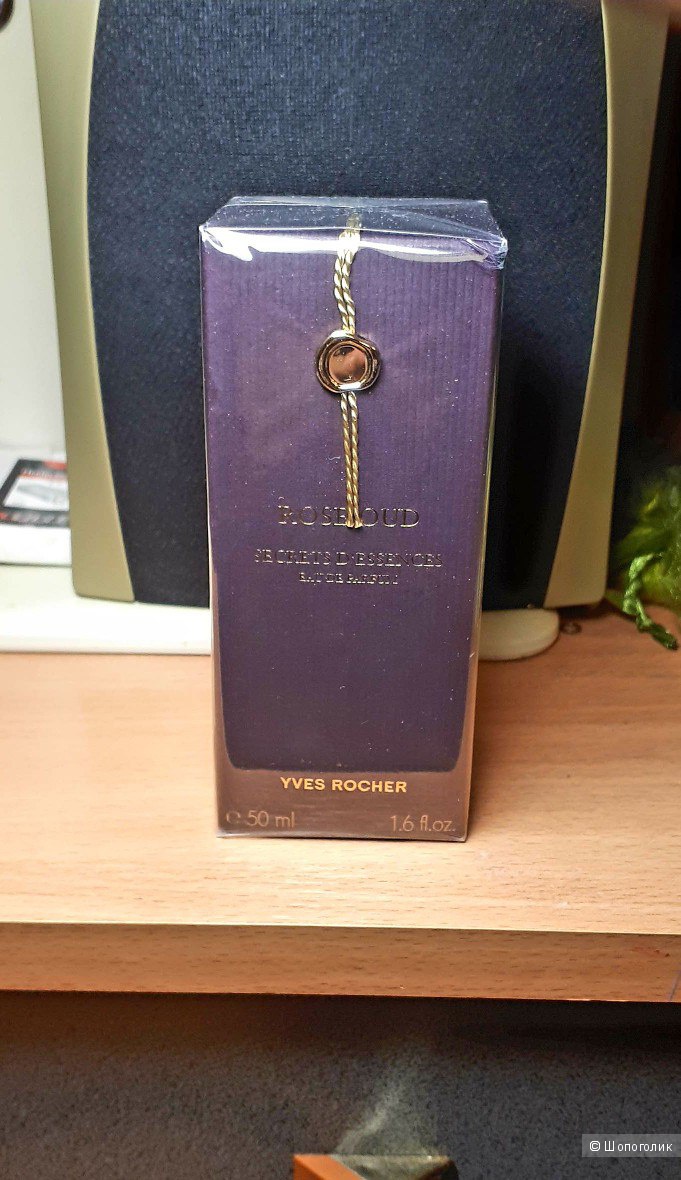 ROSE OUD
SECRETS D'ESSENCES
EAU DE PARFUM
YVES ROCHER
e 50 ml 1.6 fl.oz.
© Шопоголик